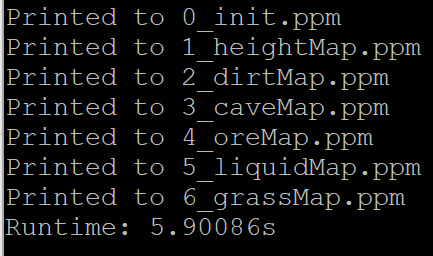 Printed to 0_init.ppm
Printed to 1_heightMap.ppm
Printed to 2_dirtMap.ppm
Printed to 3_caveMap.ppm
Printed to 4_oreMap.ppm
Printed to 5_liquidMap.ppm
Printed to 6_grassMap.ppm
Runtime: 5.90086s